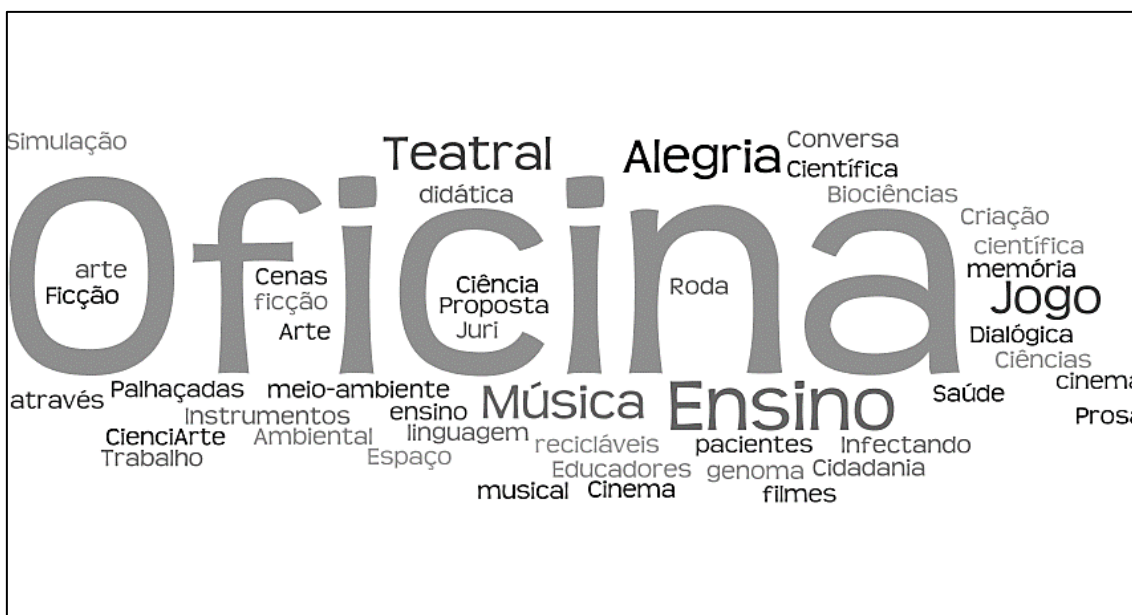 Simulação
Teatral
Alegria
Conversa
Científica
didática
Biociências
Oficina
Criação
científica
arte
Ficção
Cenas
ficção
Arte
Ciência
Proposta
Juri
Roda
memória
Jogo
Dialógica
Ciências
através
Palhaçadas
meio-ambiente
Instrumentos
ensino
Música
Ensino
Saúde
cinema
Prosa
CienciArte
Ambiental
linguagem
Trabalho
Espaço
recicláveis
pacientes
Infectando
Educadores
genoma
Cidadania
musical
Cinema
filmes